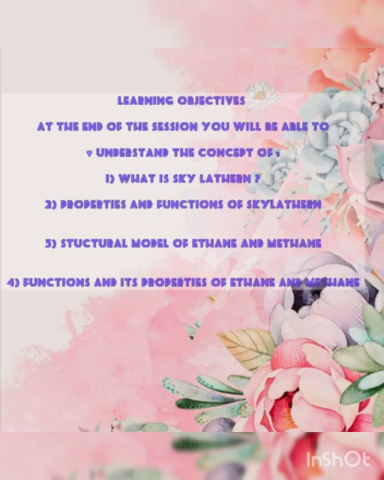 LEARNING OBJECTIVES
AT THE END OF THE SESSION YOU WILL BE ABLE TO
? UNDERSTAND THE CONCEPT OF :
1) WHAT IS SKY LATHERN ?
2) PROPERTIES AND FUNCTIONS OF SKYLATHERN
3) STUCTURAL MODEL OF ETHANE AND METHANE
4) FUNCTIONS AND ITS PROPERTIES OF ETHANE AND METHANE
InShOt